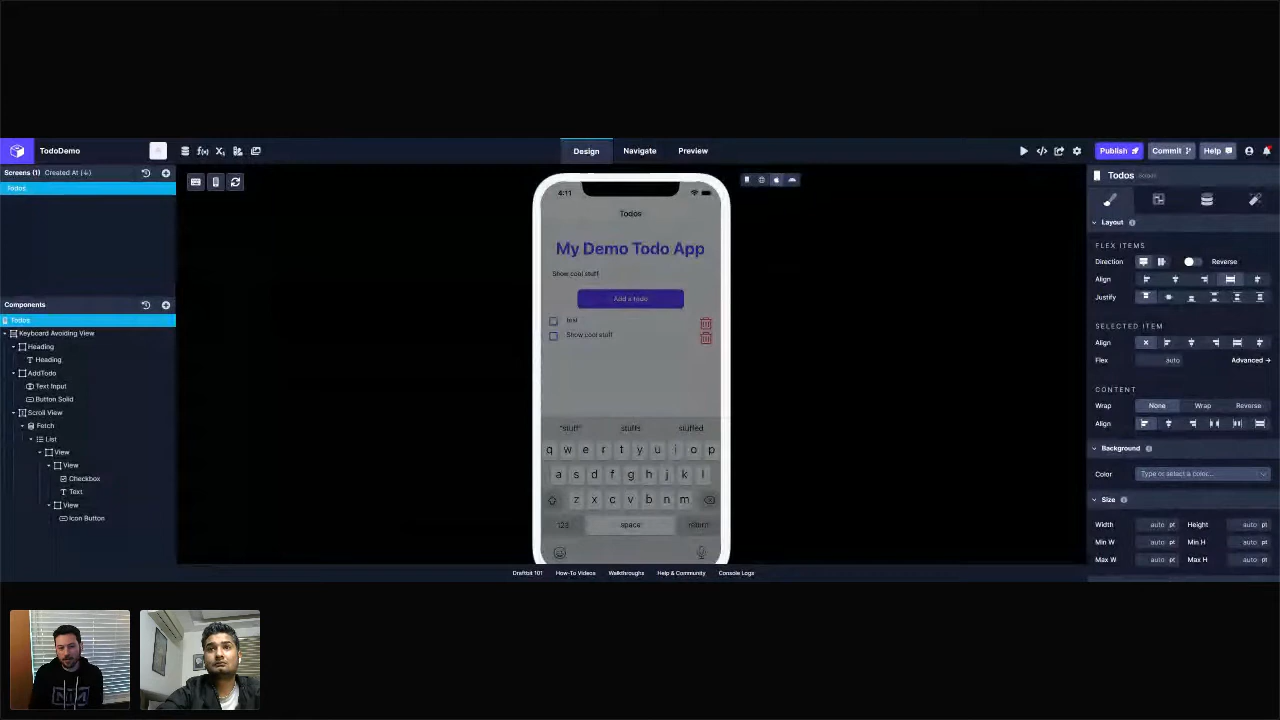 TodoDemo
Design
Navigate
Preview
Publish
Commit
Help
Screens (1) Created At (↓)
Todos
Components
Todos
Keyboard Avoiding View
Heading
Heading
AddTodo
Text Input
Button Solid
Scroll View
Fetch
List
View
View
Checkbox
Text
View
Icon Button
4:11
Todos
My Demo Todo App
Show cool stuff
Add a todo
test
Show cool stuff
"stuff" stuffs stuffed
q w e r t y u i o p
a s d f g h j k l
z x c v b n m
123 space return
Draftbit 101 How-To Videos Walkthroughs Help & Community Console Logs
Todos
Layout
FLEX ITEMS
Direction Reverse
Align
Justify
SELECTED ITEM
Align
Flex auto Advanced
CONTENT
Wrap None Wrap Reverse
Align
Background
Color Type or select a color...
Size
Width auto pt Height auto pt
Min W auto pt Min H auto pt
Max W auto pt Max H auto pt